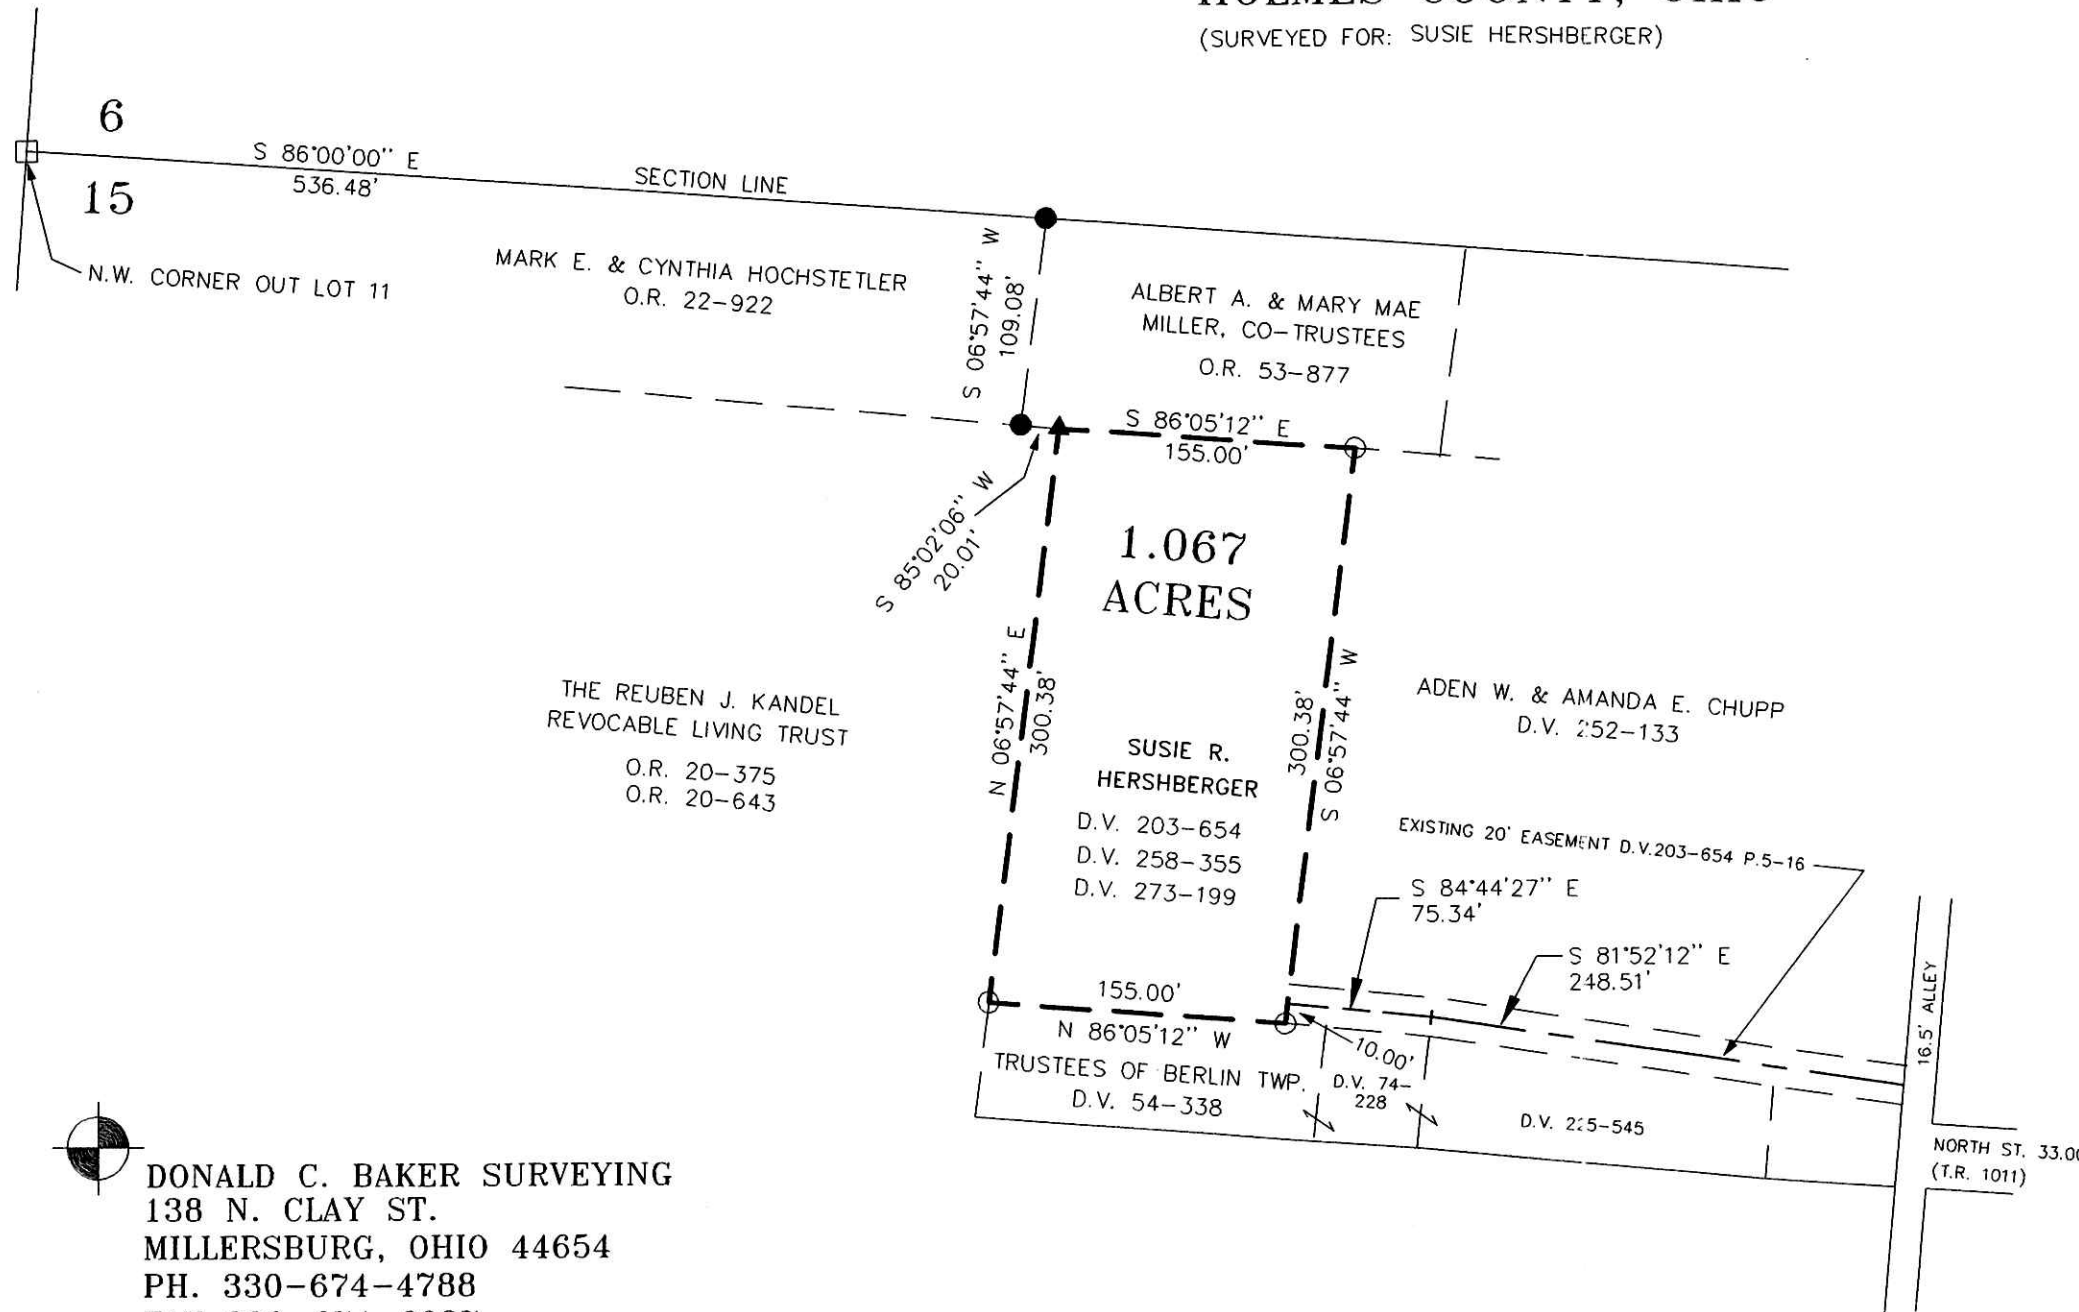 (SURVEYED FOR: SUSIE HERSHBERGER)
6
S 86°00'00" E
536.48'
SECTION LINE
15
N.W. CORNER OUT LOT 11
MARK E. & CYNTHIA HOCHSTETLER
O.R. 22-922
S 06°57'44" W
109.08'
ALBERT A. & MARY MAE
MILLER, CO-TRUSTEES
O.R. 53-877
S 86°05'12" E
155.00'
S 85°02'06" W
20.01'
1.067
ACRES
THE REUBEN J. KANDEL
REVOCABLE LIVING TRUST
O.R. 20-375
O.R. 20-643
N 06°57'44" E
300.38'
SUSIE R.
HERSHBERGER
D.V. 203-654
D.V. 258-355
D.V. 273-199
300.38'
S 06°57'44" W
ADEN W. & AMANDA E. CHUPP
D.V. 252-133
EXISTING 20' EASEMENT D.V.203-654 P.5-16
S 84°44'27" E
75.34'
S 81°52'12" E
248.51'
16.5' ALLEY
155.00'
N 86°05'12" W
10.00'
TRUSTEES OF BERLIN TWP.
D.V. 54-338
D.V. 74-
228
D.V. 225-545
NORTH ST. 33.00
(T.R. 1011)
DONALD C. BAKER SURVEYING
138 N. CLAY ST.
MILLERSBURG, OHIO 44654
PH. 330-674-4788